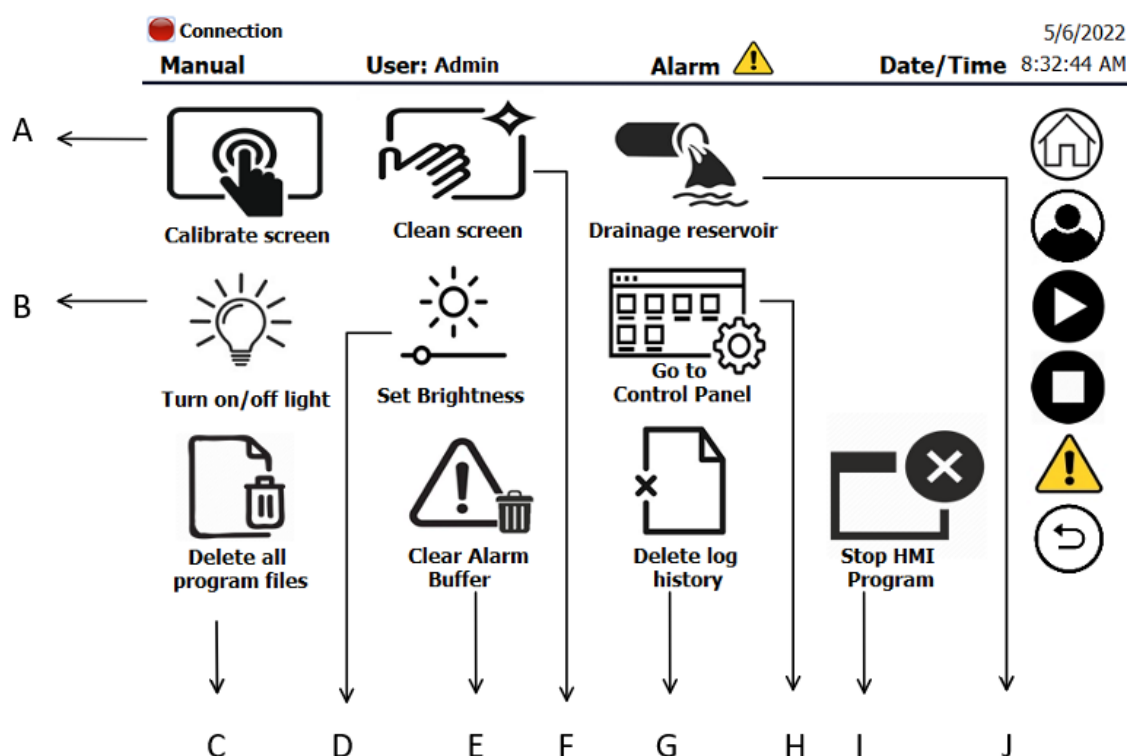 Connection
5/6/2022
Manual
User: Admin
Alarm
Date/Time
8:32:44 AM
A
Calibrate screen
Clean screen
Drainage reservoir
B
Turn on/off light
Set Brightness
Go to
Control Panel
Delete all
program files
Clear Alarm
Buffer
Delete log
history
Stop HMI
Program
C
D
E
F
G
H
I
J